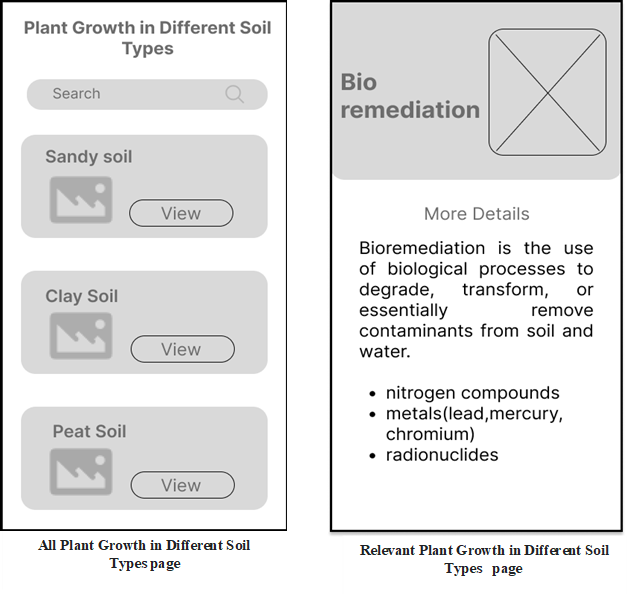 Plant Growth in Different Soil
Types
Search
Sandy soil
View
Clay Soil
View
Peat Soil
View
All Plant Growth in Different Soil
Types page
Bio
remediation
More Details
Bioremediation is the use
of biological processes to
degrade, transform, or
essentially remove
contaminants from soil and
water.
• nitrogen compounds
• metals(lead,mercury,
chromium)
• radionuclides
Relevant Plant Growth in Different Soil
Types page